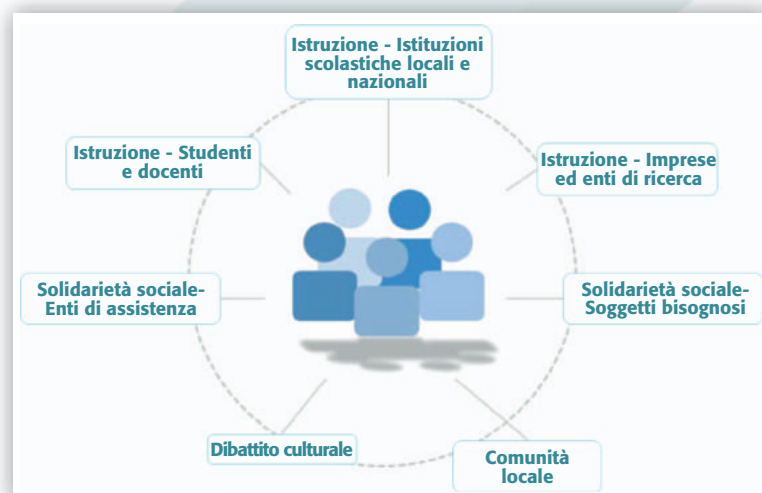 Istruzione - Istituzioni
scolastiche locali e
nazionali
Istruzione - Studenti
e docenti
Istruzione - Imprese
ed enti di ricerca
Solidarietà sociale-
Enti di assistenza
Solidarietà sociale-
Soggetti bisognosi
Dibattito culturale
Comunità
locale